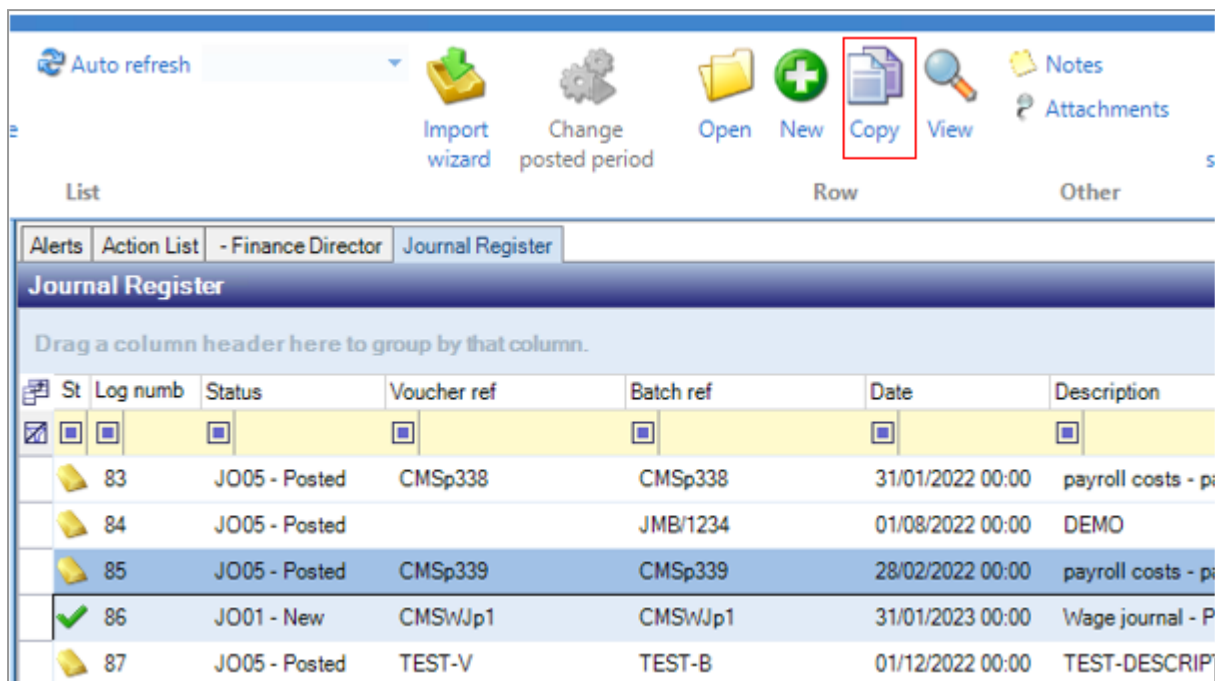 Auto refresh
Import wizard
Change posted period
Open New Copy View
Notes
Attachments
List
Row
Other
Alerts Action List - Finance Director Journal Register
Journal Register
Drag a column header here to group by that column.
St Log numb Status Voucher ref Batch ref Date Description
83 JO05 - Posted CMSp338 CMSp338 31/01/2022 00:00 payroll costs - pa
84 JO05 - Posted JMB/1234 01/08/2022 00:00 DEMO
85 JO05 - Posted CMSp339 CMSp339 28/02/2022 00:00 payroll costs - pa
86 JO01 - New CMSWJp1 CMSWJp1 31/01/2023 00:00 Wage journal - P
87 JO05 - Posted TEST-V TEST-B 01/12/2022 00:00 TEST-DESCRIPT